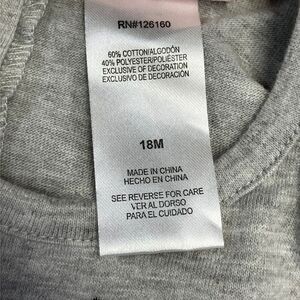 RN#126160
60% COTTON/ALGODÓN
40% POLYESTER/POLIÉSTER
EXCLUSIVE OF DECORATION
EXCLUSIVO DE DECORACIÓN
18M
MADE IN CHINA
HECHO EN CHINA
SEE REVERSE FOR CARE
VER AL DORSO
PARA EL CUIDADO